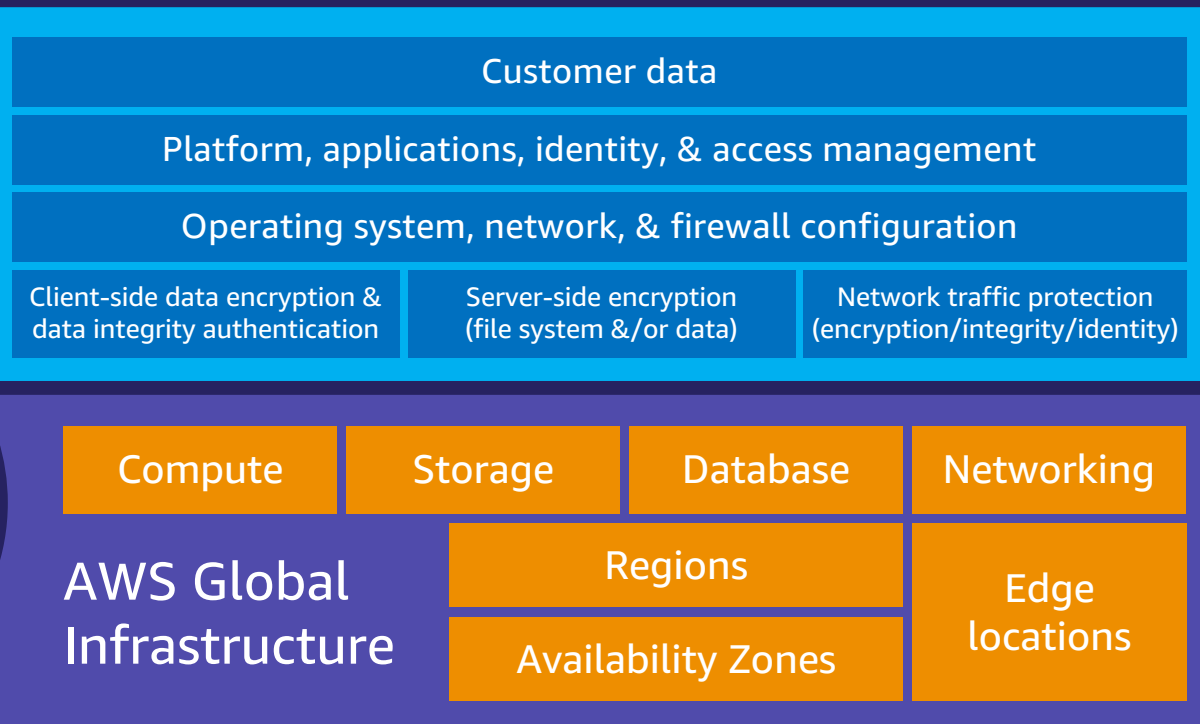 Customer data
Platform, applications, identity, & access management
Operating system, network, & firewall configuration
Client-side data encryption &
data integrity authentication
Server-side encryption
(file system &/or data)
Network traffic protection
(encryption/integrity/identity)
Compute
Storage
Database
Networking
AWS Global
Infrastructure
Regions
Availability Zones
Edge
locations